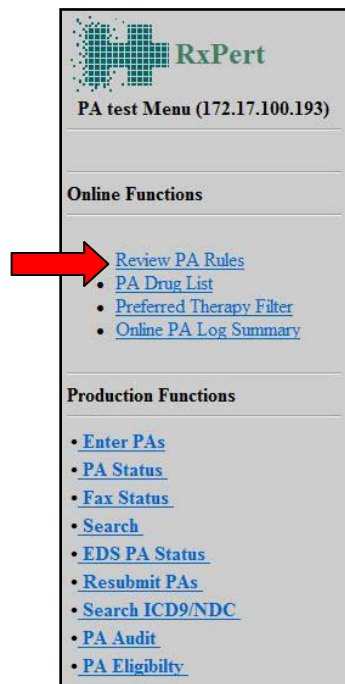 RxPert
PA test Menu (172.17.100.193)
Online Functions
Review PA Rules
• PA Drug List
• Preferred Therapy Filter
• Online PA Log Summary
Production Functions
• Enter PAs
• PA Status
• Fax Status
• Search
• EDS PA Status
• Resubmit PAs
• Search ICD9/NDC
• PA Audit
• PA Eligibilty